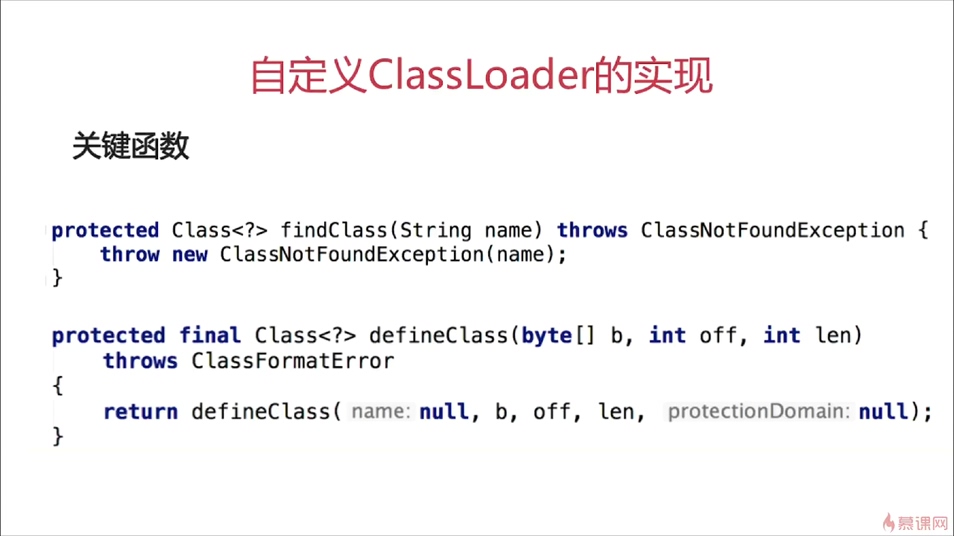 自定义ClassLoader的实现
关键函数
protected Class<?> findClass(String name) throws ClassNotFoundException {
throw new ClassNotFoundException(name);
}
protected final Class<?> defineClass(byte[] b, int off, int len)
throws ClassFormatError
{
return defineClass( name: null, b, off, len, protectionDomain: null);
}
慕课网